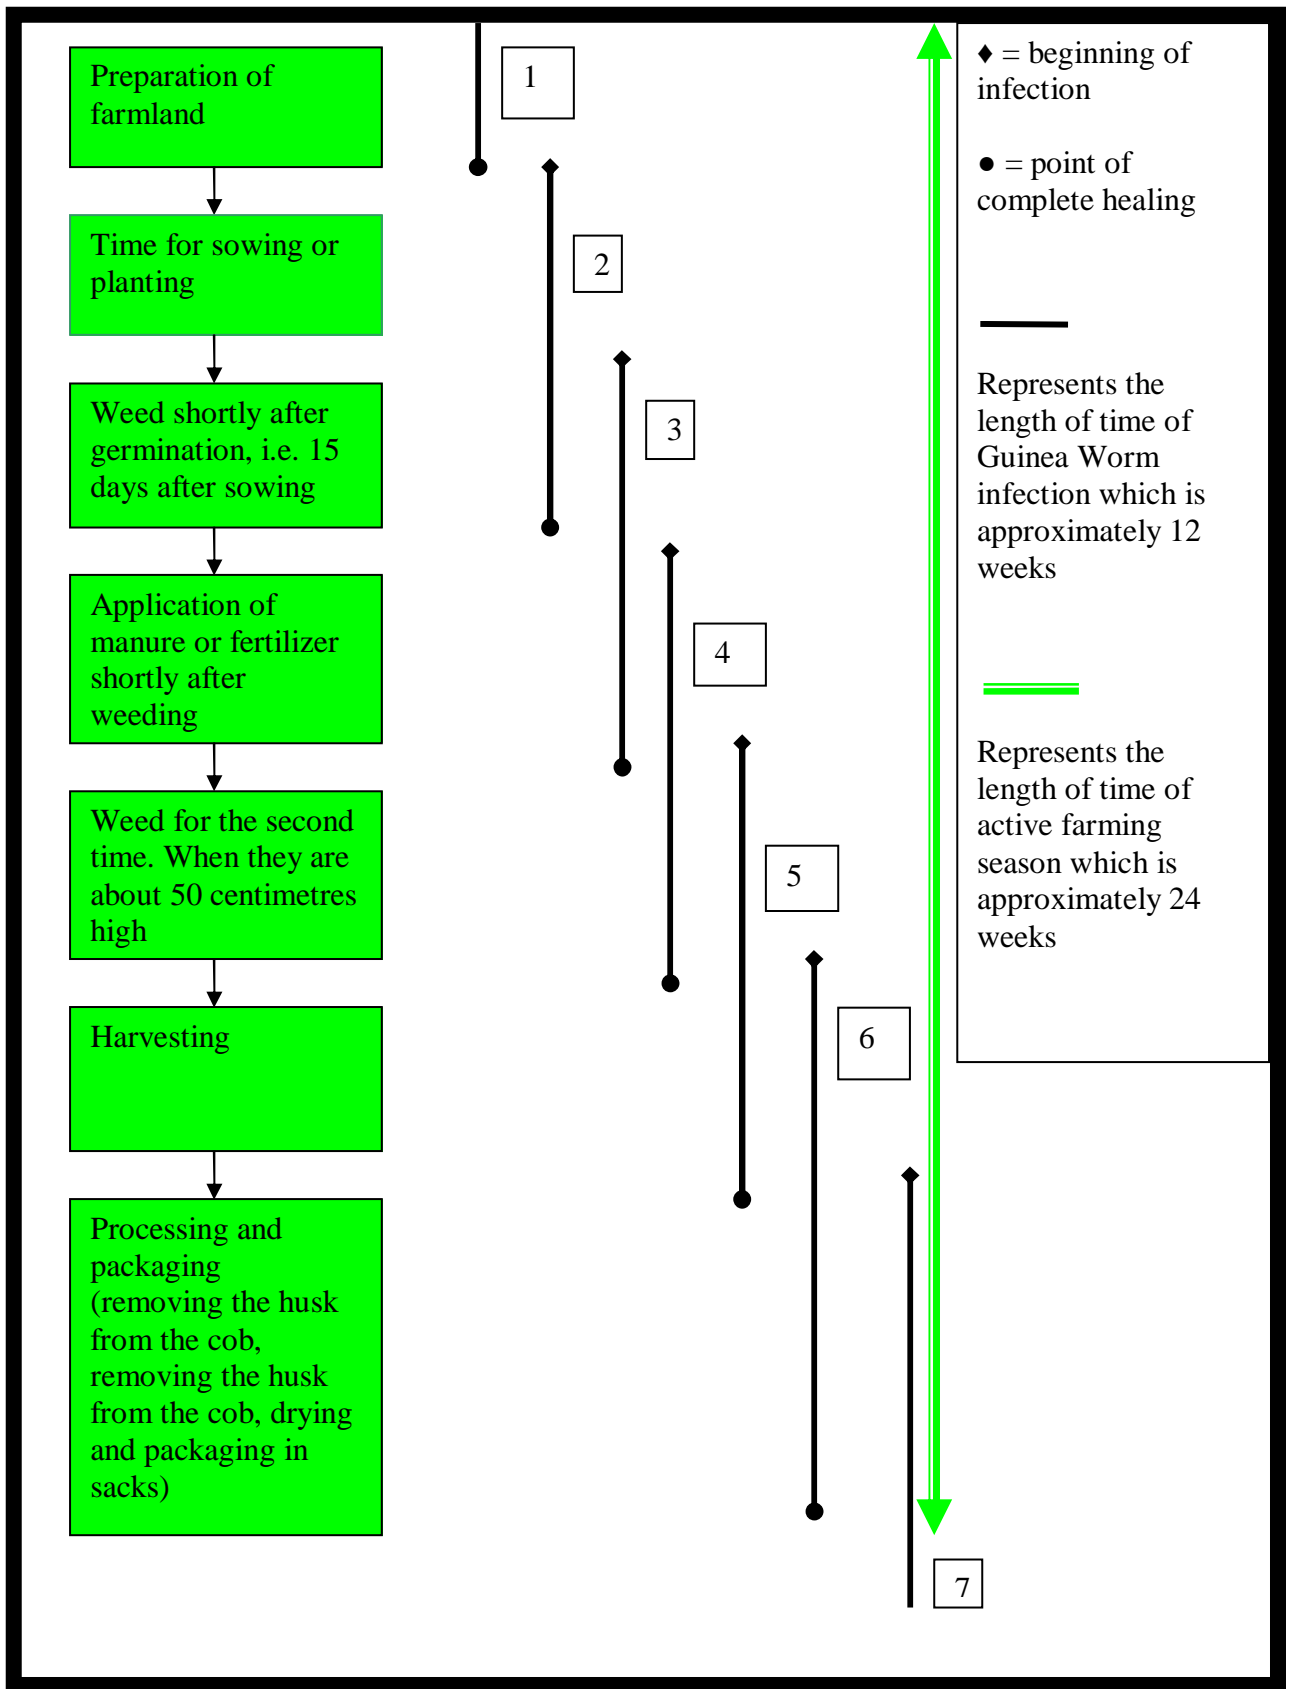 Preparation of
farmland
Time for sowing or
planting
Weed shortly after
germination, i.e. 15
days after sowing
Application of
manure or fertilizer
shortly after
weeding
Weed for the second
time. When they are
about 50 centimetres
high
Harvesting
Processing and
packaging
(removing the husk
from the cob,
removing the husk
from the cob, drying
and packaging in
sacks)
1
2
3
4
5
6
7
♦ = beginning of
infection
● = point of
complete healing
Represents the
length of time of
Guinea Worm
infection which is
approximately 12
weeks
Represents the
length of time of
active farming
season which is
approximately 24
weeks